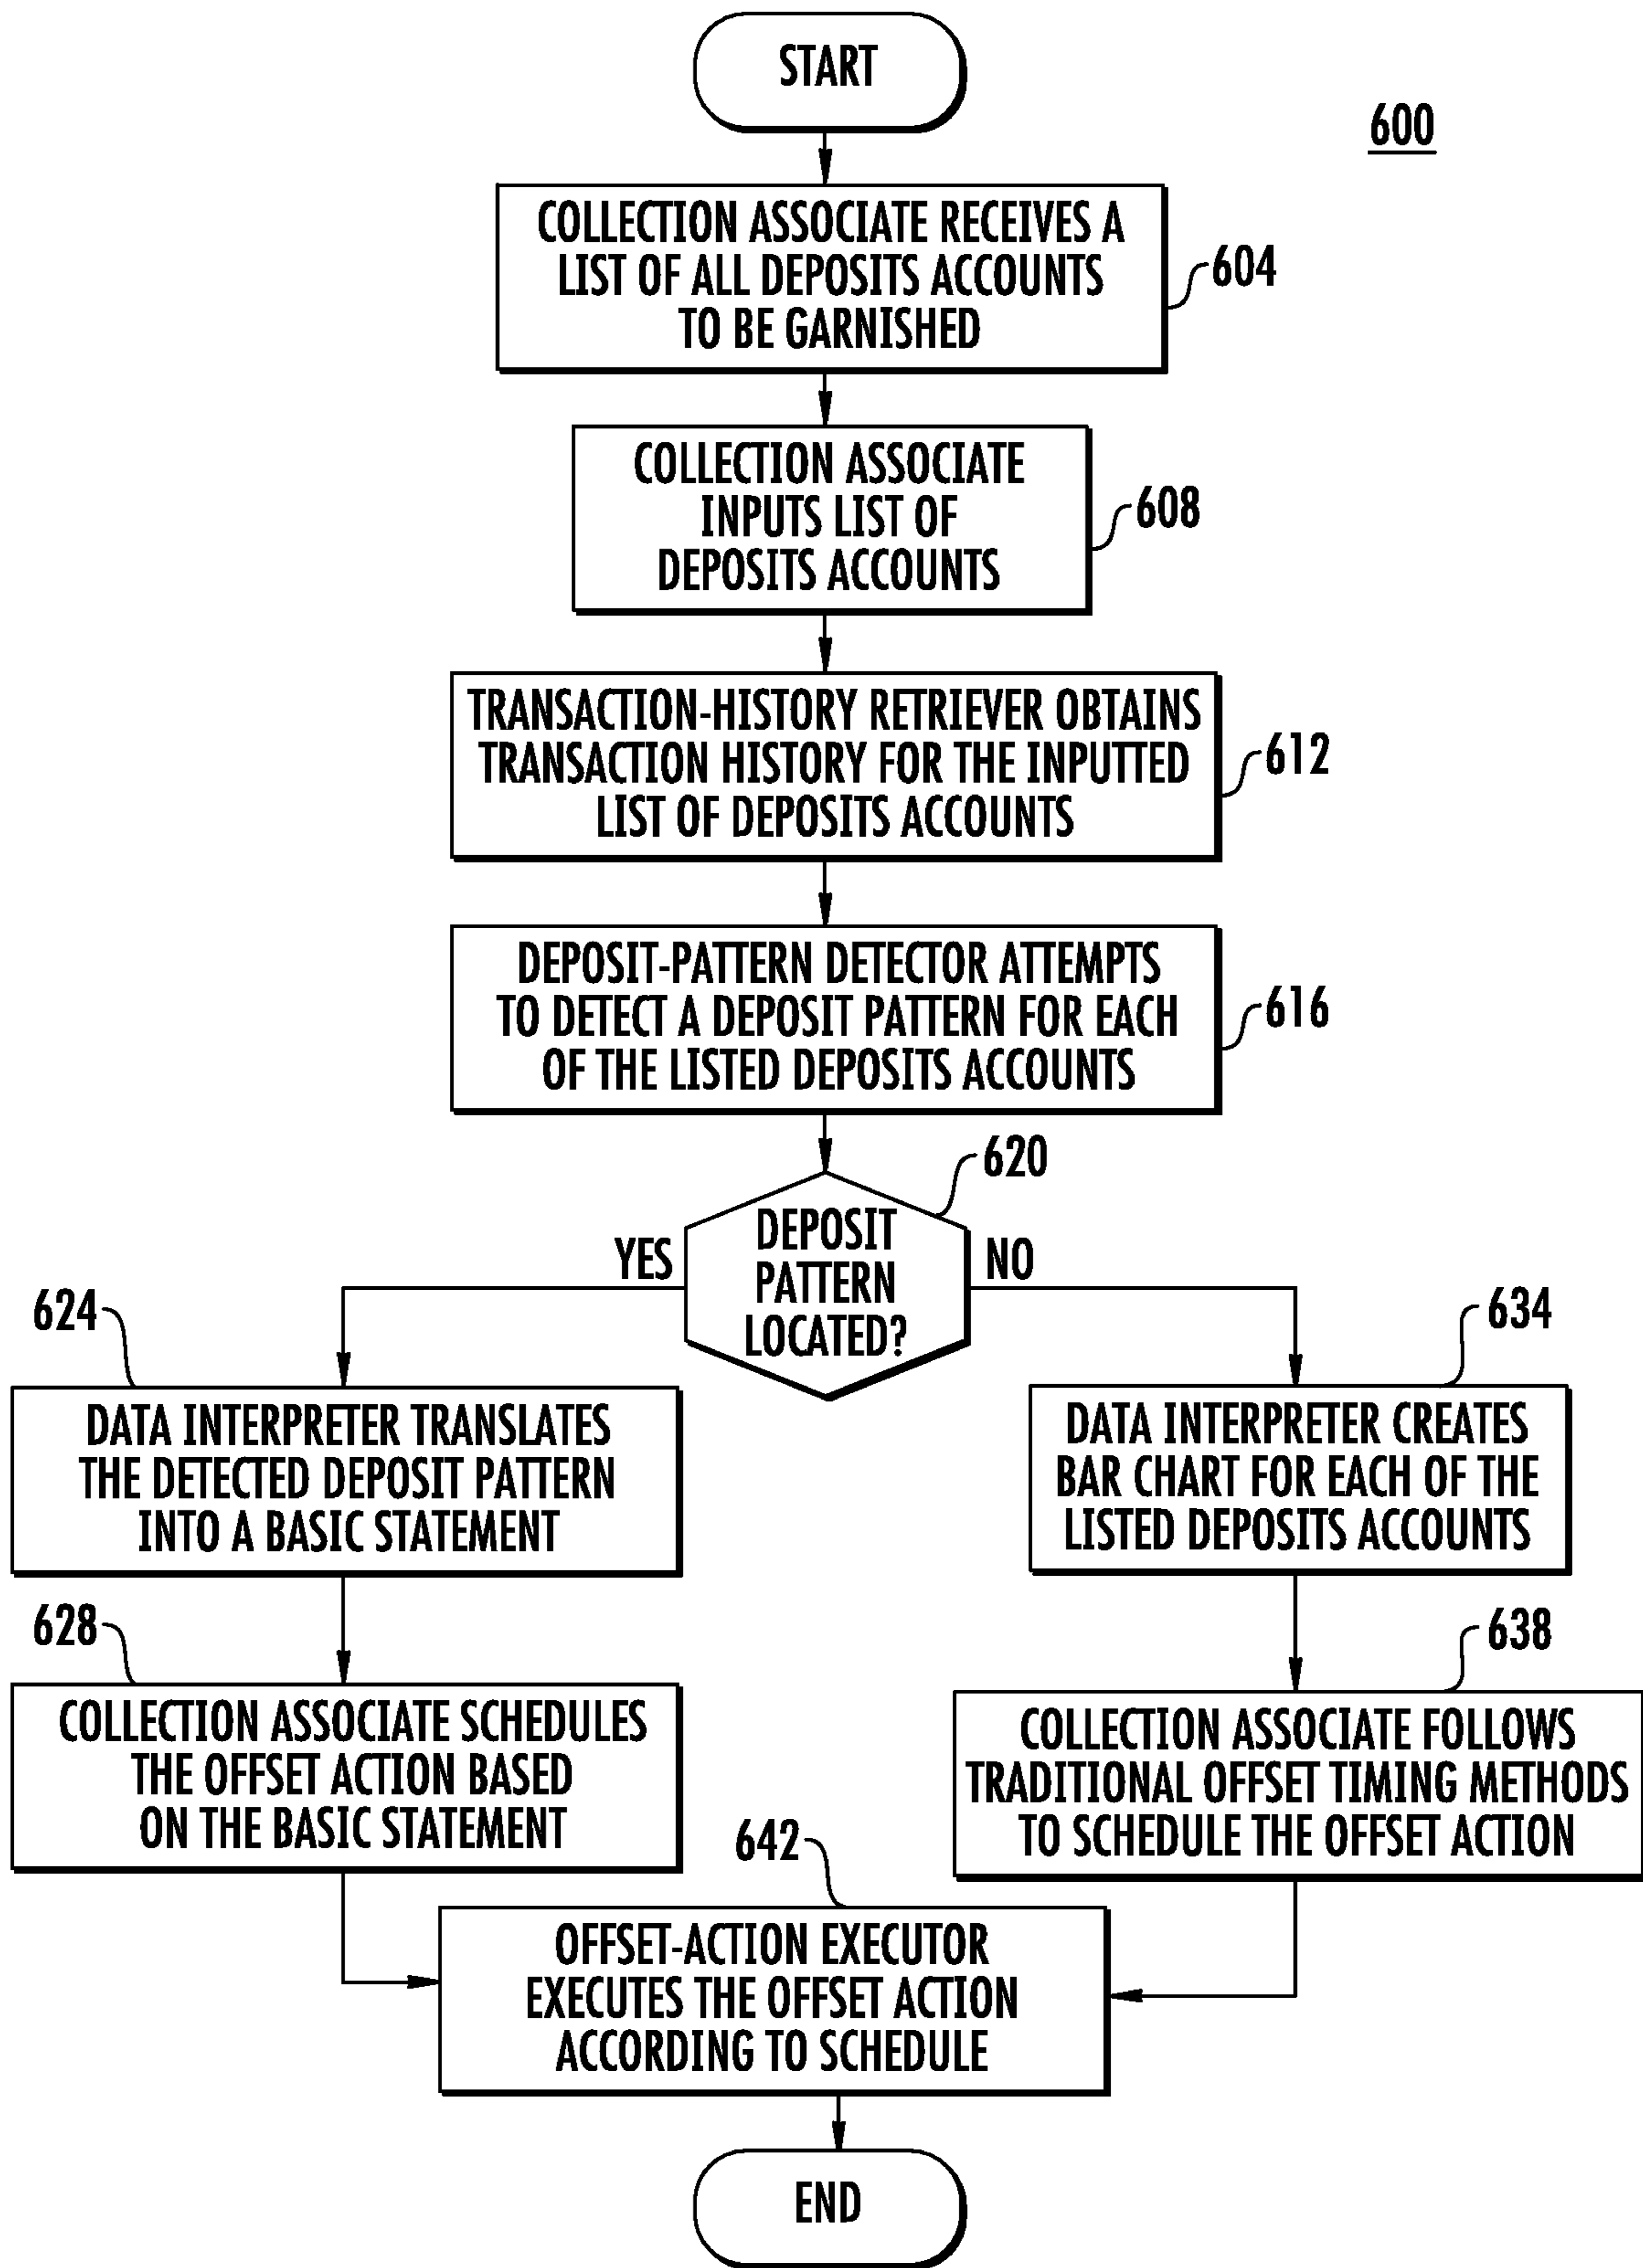 START
600
COLLECTION ASSOCIATE RECEIVES A
LIST OF ALL DEPOSITS ACCOUNTS
TO BE GARNISHED
604
COLLECTION ASSOCIATE
INPUTS LIST OF
DEPOSITS ACCOUNTS
608
TRANSACTION-HISTORY RETRIEVER OBTAINS
TRANSACTION HISTORY FOR THE INPUTTED
LIST OF DEPOSITS ACCOUNTS
612
DEPOSIT-PATTERN DETECTOR ATTEMPTS
TO DETECT A DEPOSIT PATTERN FOR EACH
OF THE LISTED DEPOSITS ACCOUNTS
616
620
DEPOSIT
PATTERN
LOCATED?
YES
NO
624
DATA INTERPRETER TRANSLATES
THE DETECTED DEPOSIT PATTERN
INTO A BASIC STATEMENT
634
DATA INTERPRETER CREATES
BAR CHART FOR EACH OF THE
LISTED DEPOSITS ACCOUNTS
628
COLLECTION ASSOCIATE SCHEDULES
THE OFFSET ACTION BASED
ON THE BASIC STATEMENT
638
COLLECTION ASSOCIATE FOLLOWS
TRADITIONAL OFFSET TIMING METHODS
TO SCHEDULE THE OFFSET ACTION
642
OFFSET-ACTION EXECUTOR
EXECUTES THE OFFSET ACTION
ACCORDING TO SCHEDULE
END